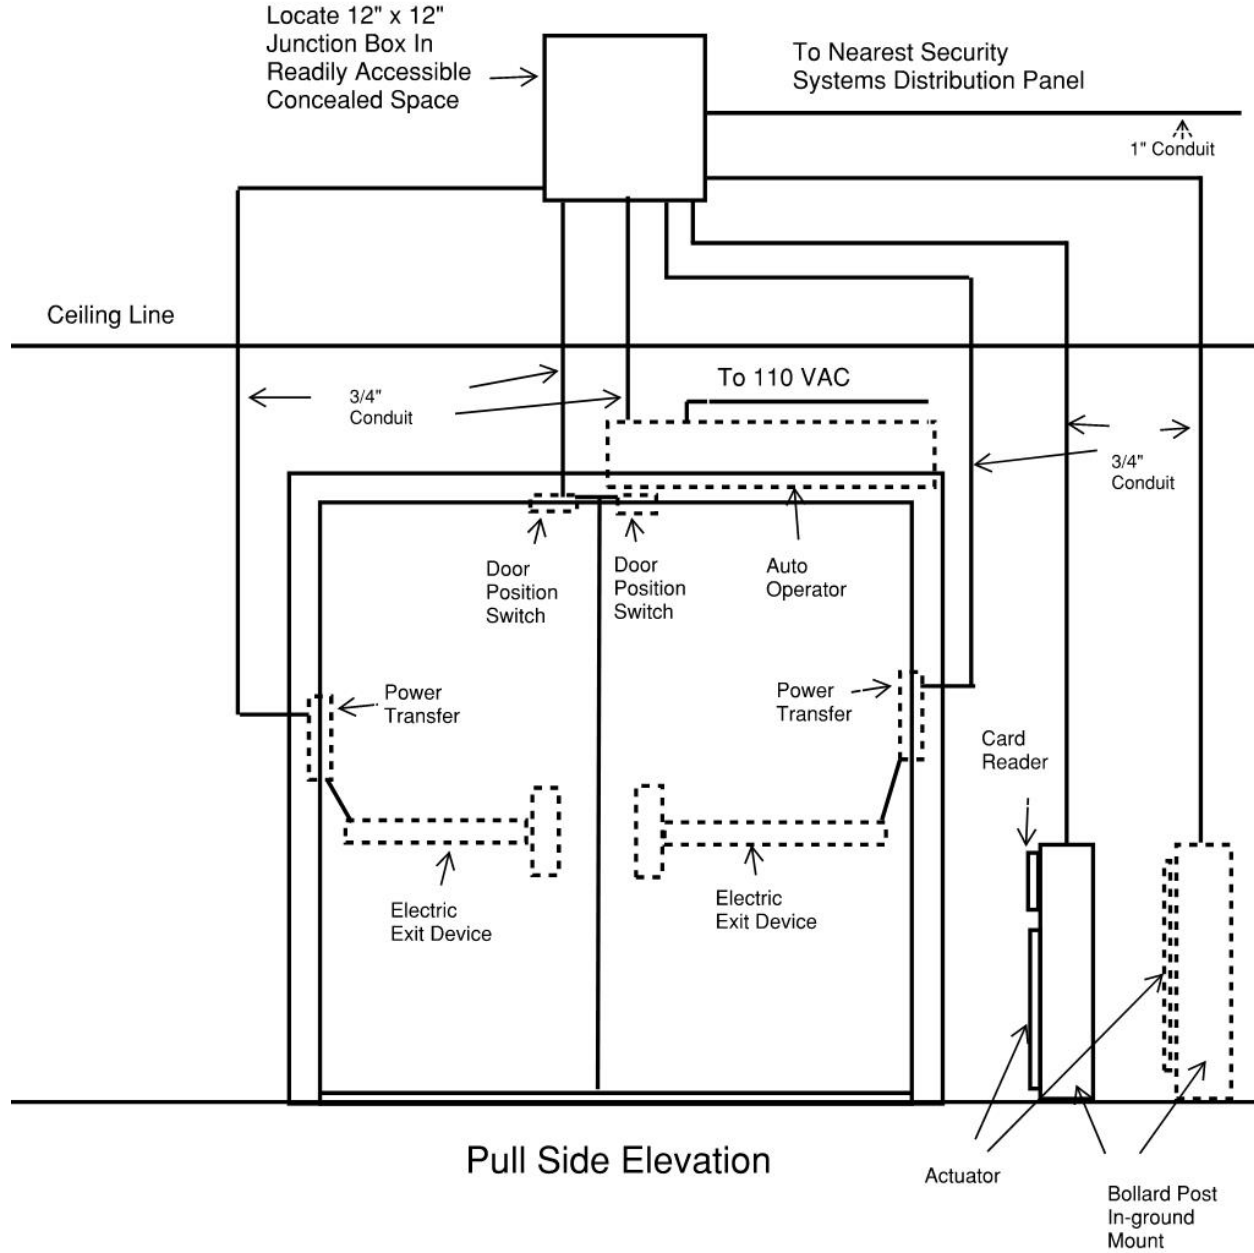 Locate 12" x 12"
Junction Box In
Readily Accessible
Concealed Space
To Nearest Security
Systems Distribution Panel
1" Conduit
Ceiling Line
To 110 VAC
3/4"
Conduit
3/4"
Conduit
Door
Position
Switch
Door
Position
Switch
Auto
Operator
Power
Transfer
Power
Transfer
Card
Reader
Electric
Exit Device
Electric
Exit Device
Pull Side Elevation
Actuator
Bollard Post
In-ground
Mount